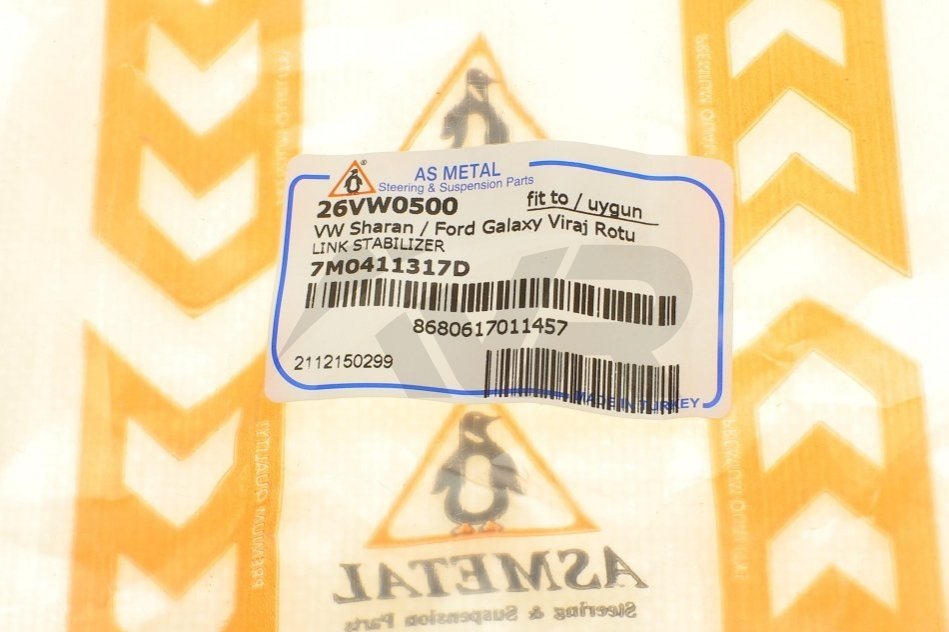 ®
AS METAL
Steering & Suspension Parts
26VW0500
fit to / uygun
VW Sharan / Ford Galaxy Viraj Rotu
LINK STABILIZER
7M0411317D
8680617011457
2112150299
MADE IN TURKEY
ASMETAL
Steering & Suspension Parts